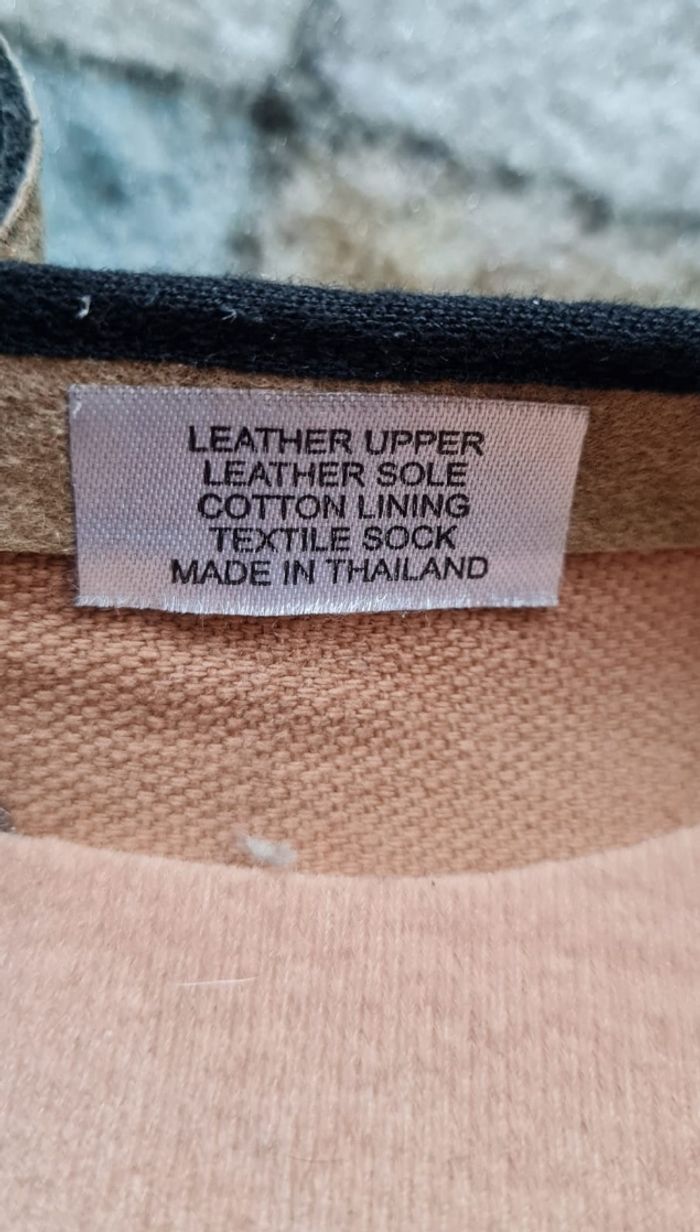 LEATHER UPPER
LEATHER SOLE
COTTON LINING
TEXTILE SOCK
MADE IN THAILAND